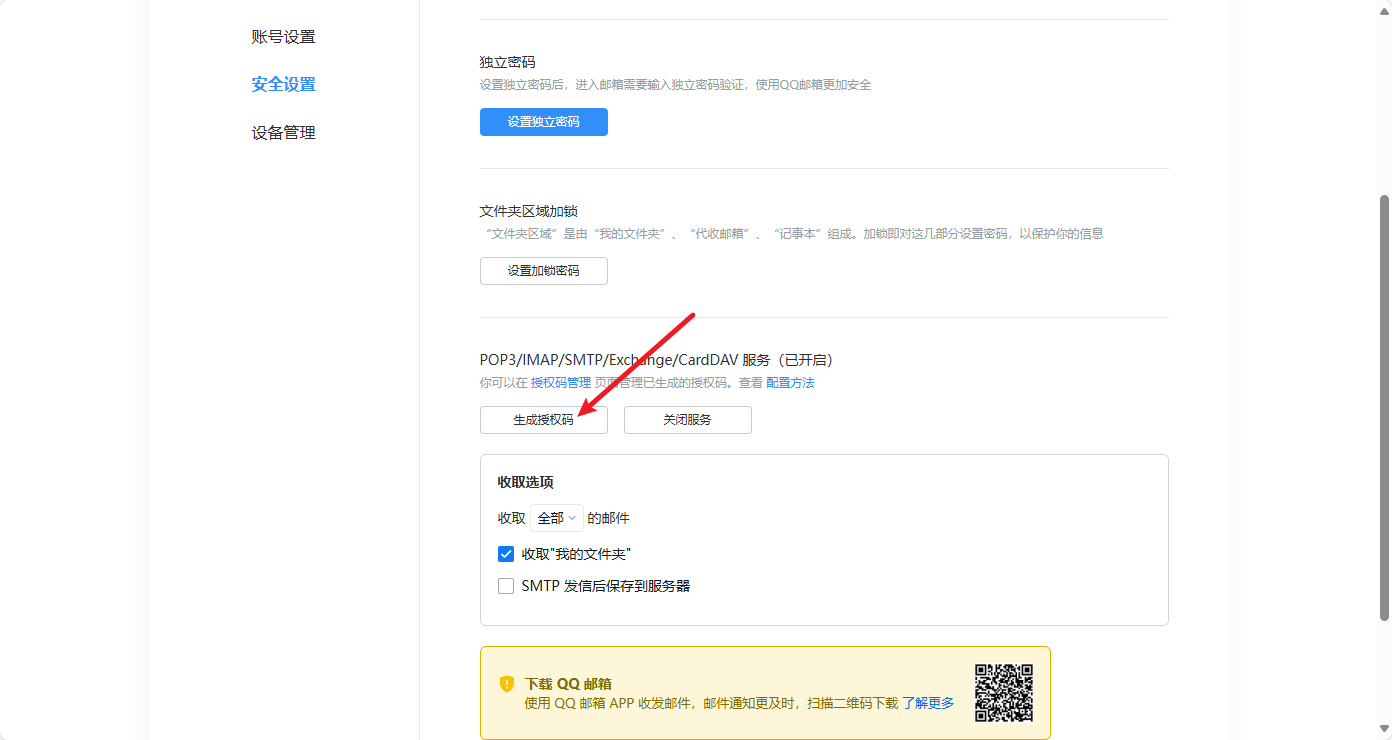 账号设置
安全设置
设备管理
独立密码
设置独立密码后，进入邮箱需要输入独立密码验证，使用QQ邮箱更加安全
设置独立密码
文件夹区域加锁
“文件夹区域”是由“我的文件夹”、“代收邮箱”、“记事本”组成。加锁即对这几部分设置密码，以保护你的信息
设置加锁密码
POP3/IMAP/SMTP/Exchange/CardDAV 服务（已开启）
你可以在 授权码管理 页面管理已生成的授权码。查看 配置方法
生成授权码 关闭服务
收取选项
收取 全部 的邮件
收取"我的文件夹"
SMTP 发信后保存到服务器
下载 QQ 邮箱
使用 QQ 邮箱 APP 收发邮件，邮件通知更及时，扫描二维码下载 了解更多